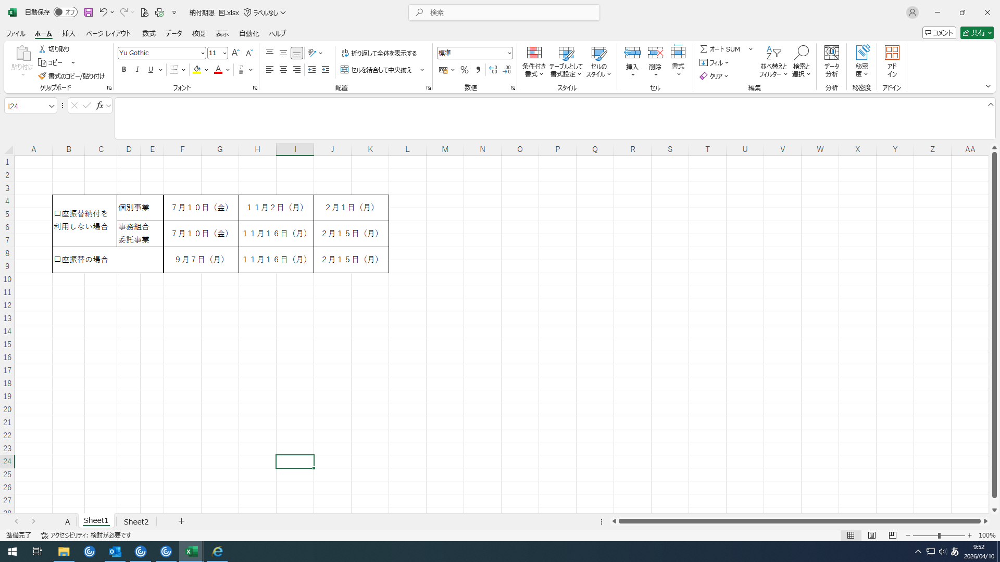 自動保存 オフ 納付期限 図.xlsx ラベルなし 検索
ファイル ホーム 挿入 ページ レイアウト 数式 データ 校閲 表示 自動化 ヘルプ コメント 共有
貼り付け 切り取り
コピー
書式のコピー/貼り付け
クリップボード
Yu Gothic 11
B I U
フォント
折り返して全体を表示する
セルを結合して中央揃え
配置
標準
数値
条件付き書式 テーブルとして書式設定 セルのスタイル
スタイル
挿入 削除 書式
セル
オート SUM
フィル
クリア
並べ替えとフィルター 検索と選択
編集
データ分析
分析
秘密度
秘密度
アドイン
アドイン
I24 fx
A B C D E F G H I J K L M N O P Q R S T U V W X Y Z AA
1
2
3
4
5
6
7
8
9
10
11
12
13
14
15
16
17
18
19
20
21
22
23
24
25
26
27
28
口座振替納付を
利用しない場合
個別事業 7月10日（金） 11月2日（月） 2月1日（月）
事務組合
委託事業 7月10日（金） 11月16日（月） 2月15日（月）
口座振替の場合 9月7日（月） 11月16日（月） 2月15日（月）
A Sheet1 Sheet2
準備完了 アクセシビリティ: 検討が必要です 100%
あ 9:52
2026/04/10